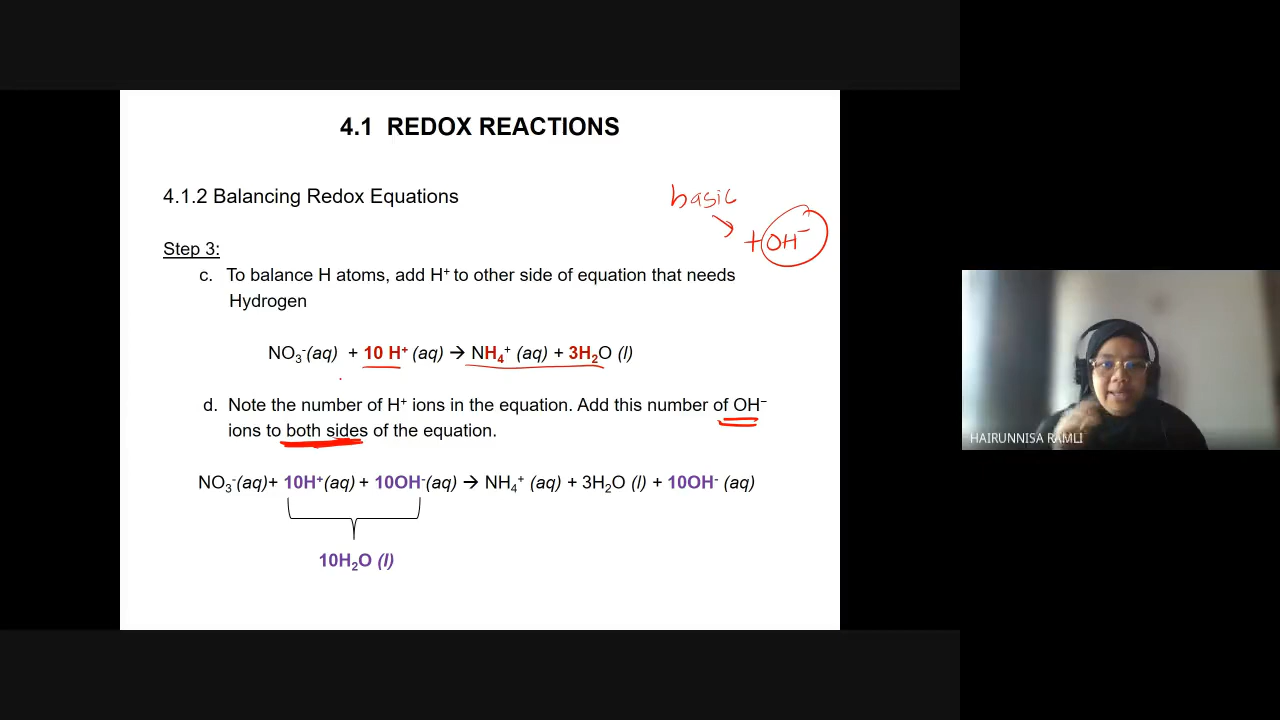 4.1 REDOX REACTIONS
4.1.2 Balancing Redox Equations
basic
+OH⁻
Step 3:
c. To balance H atoms, add H⁺ to other side of equation that needs
Hydrogen
NO₃⁻(aq) + 10 H⁺ (aq) → NH₄⁺ (aq) + 3H₂O (l)
d. Note the number of H⁺ ions in the equation. Add this number of OH⁻
ions to both sides of the equation.
NO₃⁻(aq)+ 10H⁺(aq) + 10OH⁻(aq) → NH₄⁺ (aq) + 3H₂O (l) + 10OH⁻ (aq)
10H₂O (l)
HAIRUNNISA RAMLI